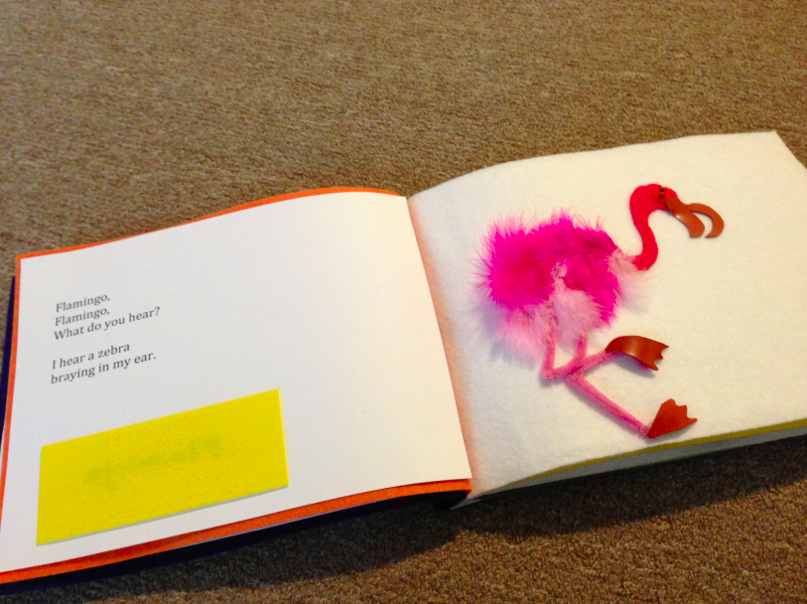 Flamingo,
Flamingo,
What do you hear?
I hear a zebra
braying in my ear.